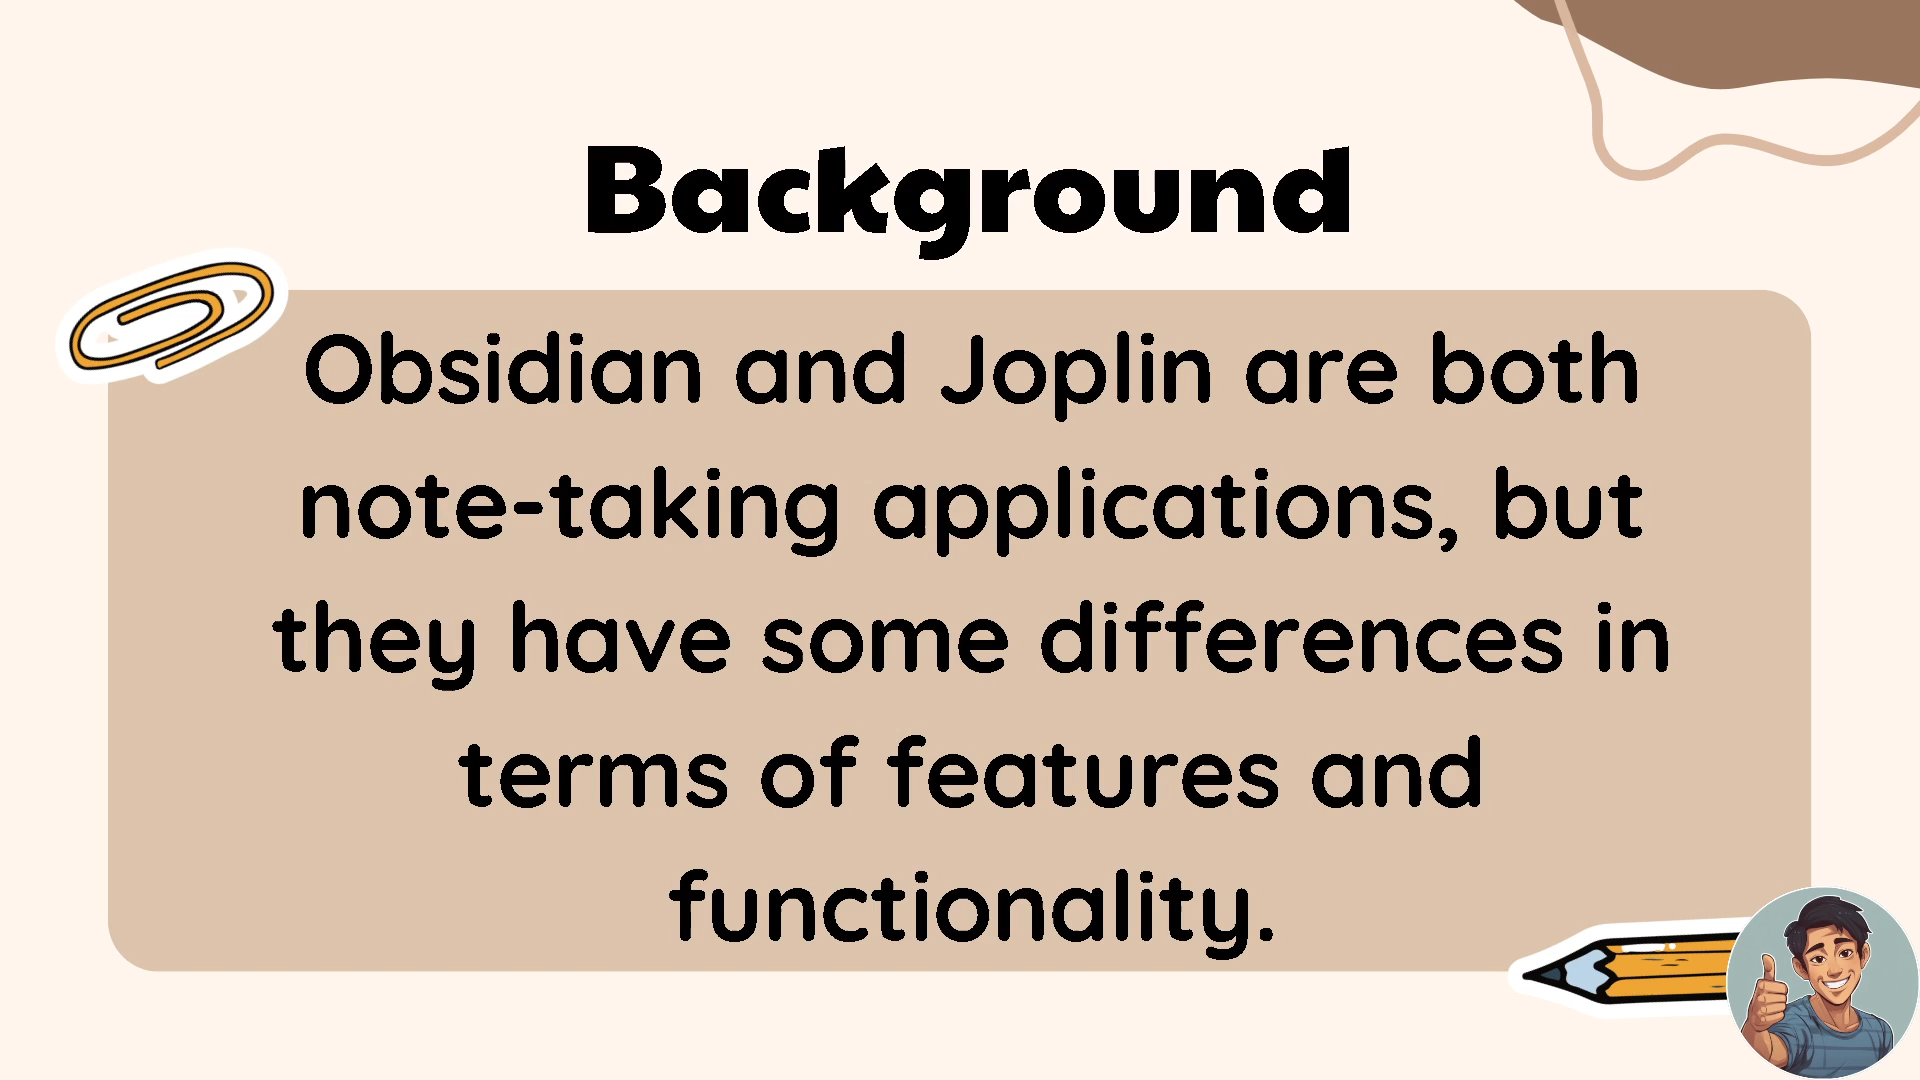 Background
Obsidian and Joplin are both
note-taking applications, but
they have some differences in
terms of features and
functionality.